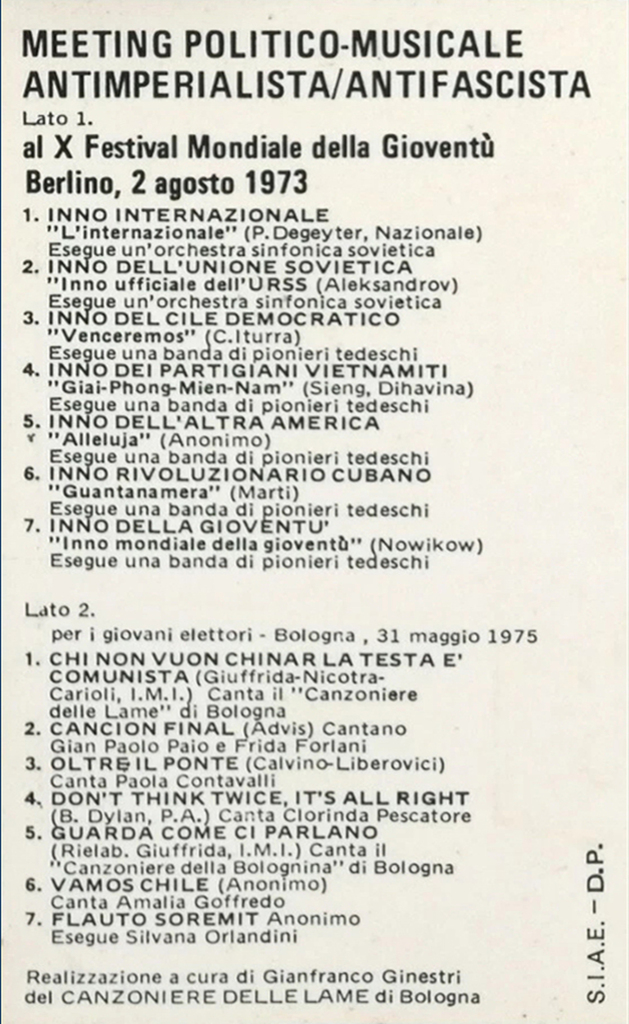 MEETING POLITICO-MUSICALE
ANTIMPERIALISTA/ANTIFASCISTA
Lato 1.
al X Festival Mondiale della Gioventù
Berlino, 2 agosto 1973
1. INNO INTERNAZIONALE
"L'internazionale" (P. Degeyter, Nazionale)
Esegue un'orchestra sinfonica sovietica
2. INNO DELL'UNIONE SOVIETICA
"Inno ufficiale dell'URSS (Aleksandrov)
Esegue un'orchestra sinfonica sovietica
3. INNO DEL CILE DEMOCRATICO
"Venceremos" (C.Iturra)
Esegue una banda di pionieri tedeschi
4. INNO DEI PARTIGIANI VIETNAMITI
"Giai-Phong-Mien-Nam" (Sieng, Dihavina)
Esegue una banda di pionieri tedeschi
5. INNO DELL'ALTRA AMERICA
"Alleluja" (Anonimo)
Esegue una banda di pionieri tedeschi
6. INNO RIVOLUZIONARIO CUBANO
"Guantanamera" (Marti)
Esegue una banda di pionieri tedeschi
7. INNO DELLA GIOVENTU'
"Inno mondiale della gioventù" (Nowikow)
Esegue una banda di pionieri tedeschi
Lato 2.
per i giovani elettori - Bologna , 31 maggio 1975
1. CHI NON VUON CHINAR LA TESTA E'
COMUNISTA (Giuffrida-Nicotra-
Carioli, I.M.I.) Canta il "Canzoniere
delle Lame" di Bologna
2. CANCION FINAL (Advis) Cantano
Gian Paolo Paio e Frida Forlani
3. OLTRE IL PONTE (Calvino-Liberovici)
Canta Paola Contavalli
4. DON'T THINK TWICE, IT'S ALL RIGHT
(B. Dylan, P.A.) Canta Clorinda Pescatore
5. GUARDA COME CI PARLANO
(Rielab. Giuffrida, I.M.I.) Canta il
"Canzoniere della Bolognina" di Bologna
6. VAMOS CHILE (Anonimo)
Canta Amalia Goffredo
7. FLAUTO SOREMIT Anonimo
Esegue Silvana Orlandini
Realizzazione a cura di Gianfranco Ginestri
del CANZONIERE DELLE LAME di Bologna
S.I.A.E. – D.P.